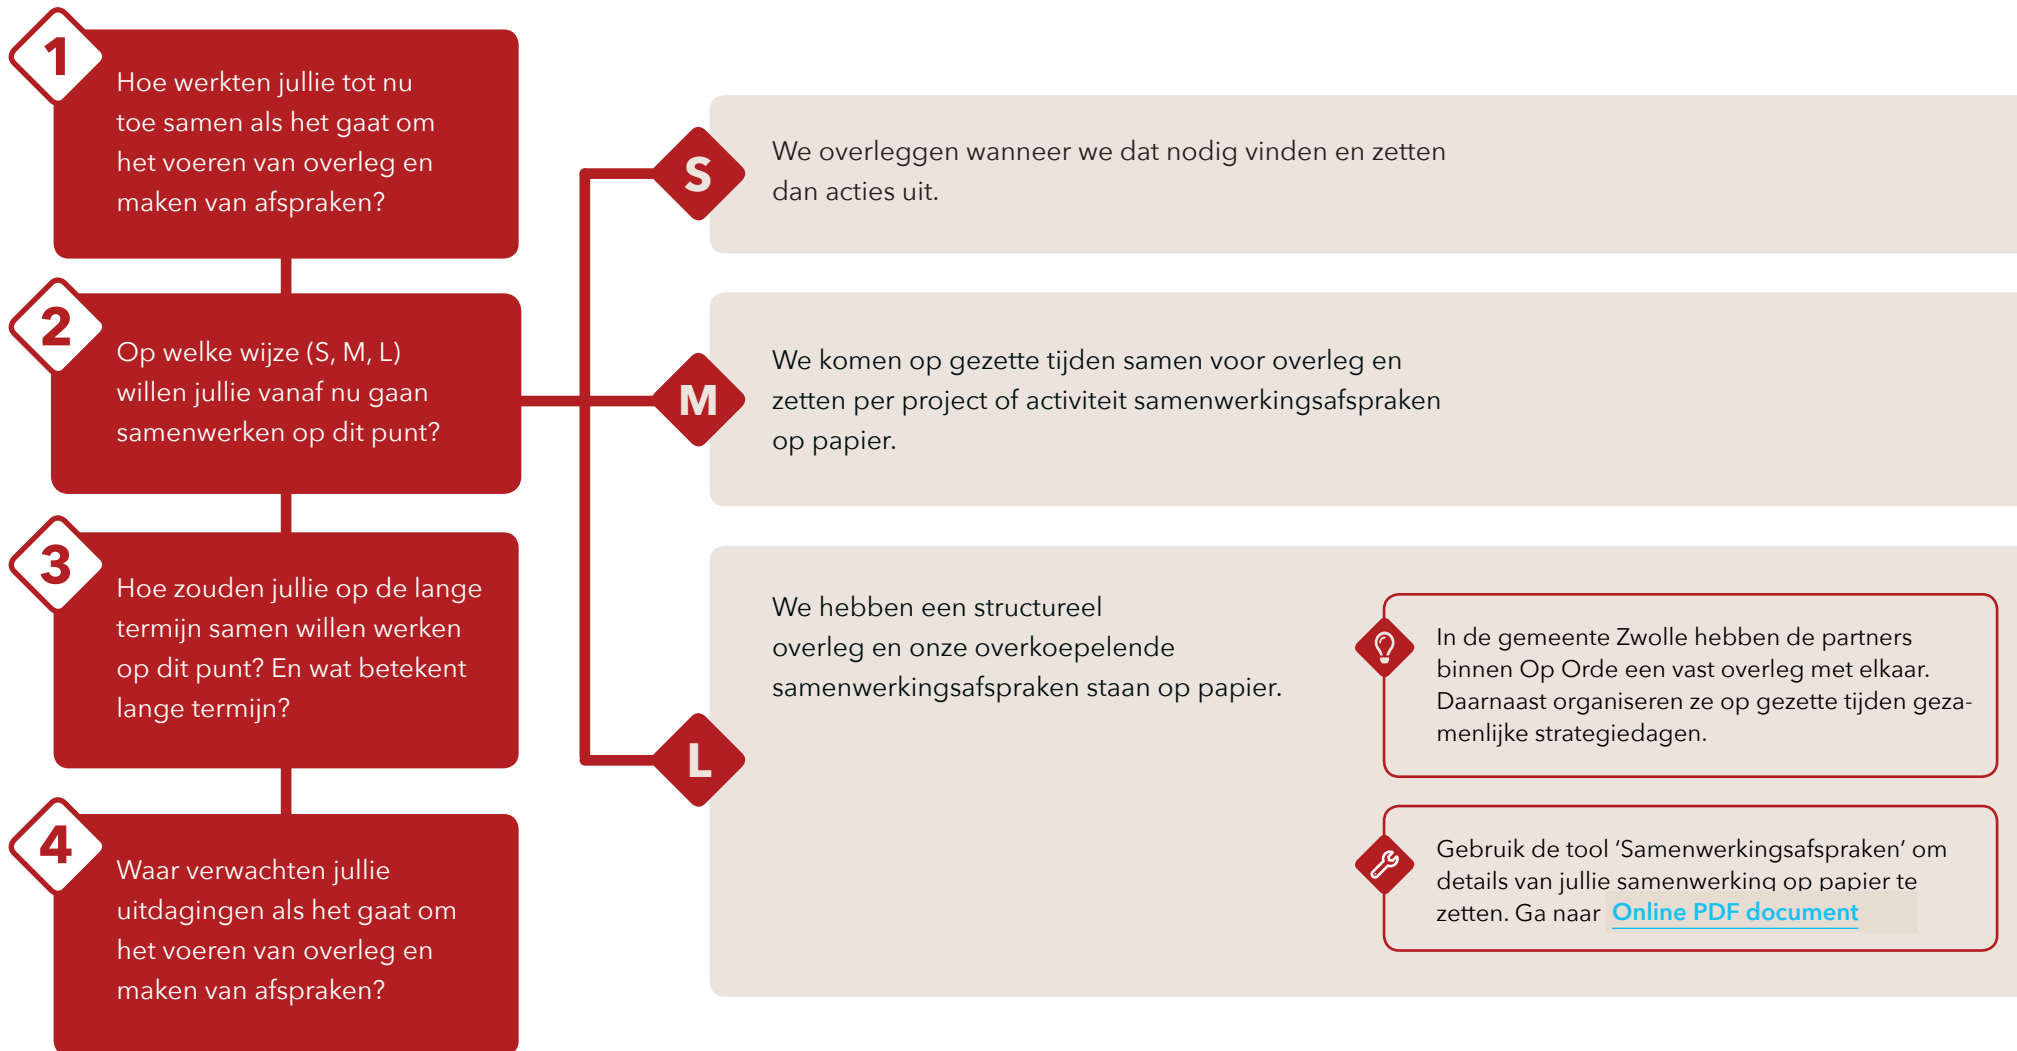 1
Hoe werkten jullie tot nu
toe samen als het gaat om
het voeren van overleg en
maken van afspraken?
2
Op welke wijze (S, M, L)
willen jullie vanaf nu gaan
samenwerken op dit punt?
3
Hoe zouden jullie op de lange
termijn samen willen werken
op dit punt? En wat betekent
lange termijn?
4
Waar verwachten jullie
uitdagingen als het gaat om
het voeren van overleg en
maken van afspraken?
S
We overleggen wanneer we dat nodig vinden en zetten
dan acties uit.
M
We komen op gezette tijden samen voor overleg en
zetten per project of activiteit samenwerkingsafspraken
op papier.
L
We hebben een structureel
overleg en onze overkoepelende
samenwerkingsafspraken staan op papier.
In de gemeente Zwolle hebben de partners
binnen Op Orde een vast overleg met elkaar.
Daarnaast organiseren ze op gezette tijden geza-
menlijke strategiedagen.
Gebruik de tool ‘Samenwerkingsafspraken’ om
details van jullie samenwerking op papier te
zetten. Ga naar Online PDF document